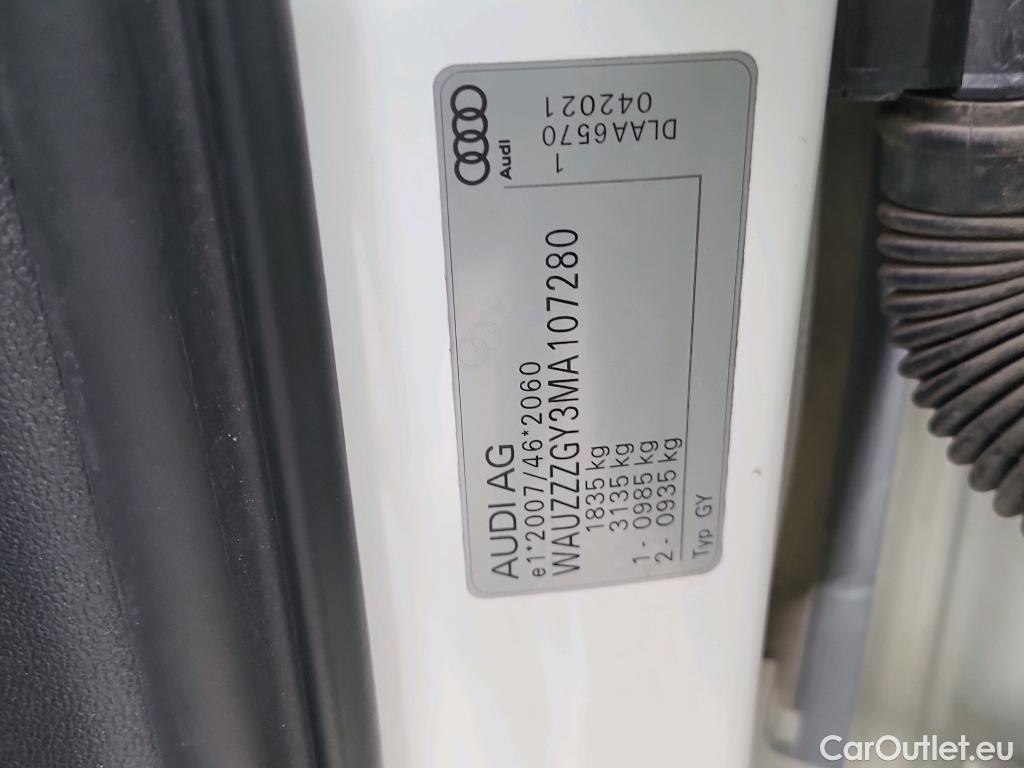 AUDI AG
e1*2007/46*2060
WAUZZZGY3MA107280
1835 kg
3135 kg
1 - 0985 kg
2 - 0935 kg
Typ GY
Audi
1
DLAA6570
042021
CarOutlet.eu